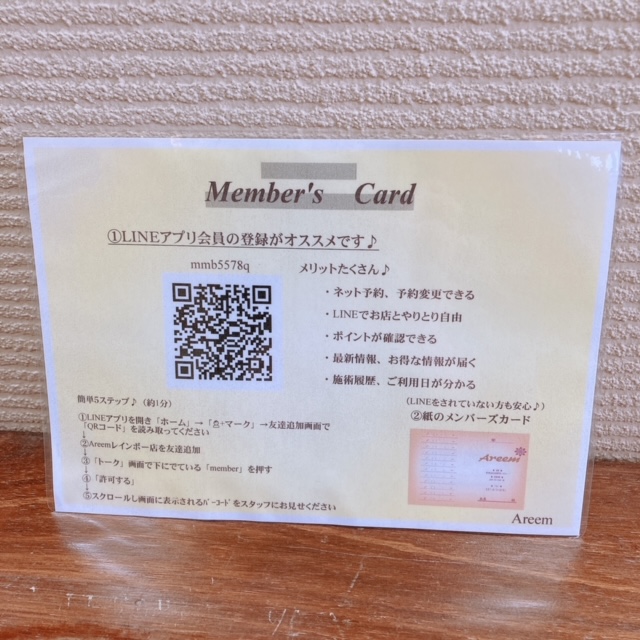 Member's Card
①LINEアプリ会員の登録がオススメです♪
mmb5578q
メリットたくさん♪
・ネット予約、予約変更できる
・LINEでお店とやりとり自由
・ポイントが確認できる
・最新情報、お得な情報が届く
・施術履歴、ご利用日が分かる
簡単5ステップ♪（約1分）
①LINEアプリを開き「ホーム」→「点-マーク」→友達追加画面で
「QRコード」を読み取ってください
↓
②Areemレインボー店を友達追加
↓
③「トーク」画面で下にでている「member」を押す
↓
④「許可する」
↓
⑤スクロールし画面に表示されるﾊﾞｰｺｰﾄﾞをスタッフにお見せください
（LINEをされていない方も安心♪）
②紙のメンバーズカード
Areem
Areem